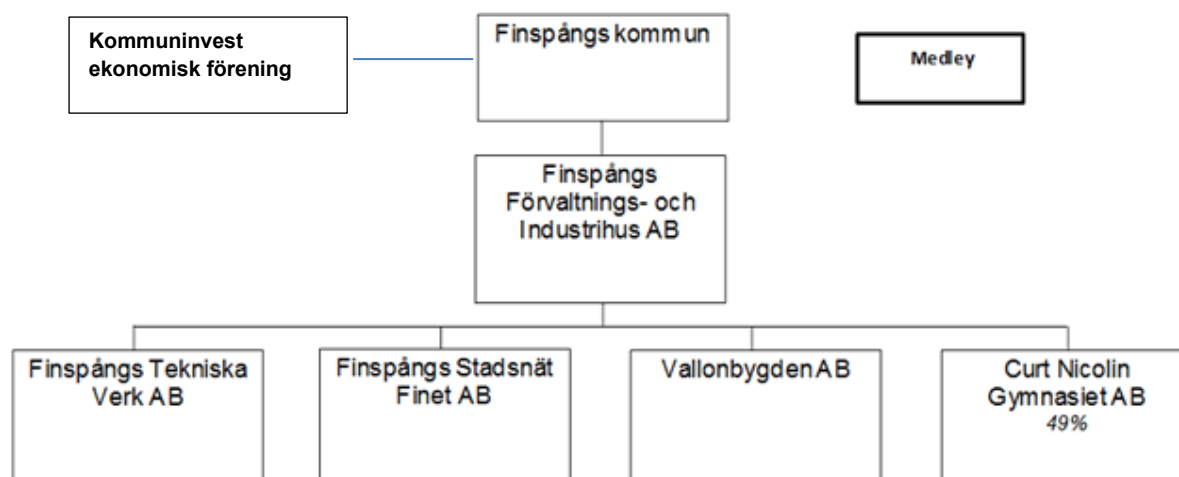 Kommuninvest
ekonomisk förening
Finspångs kommun
Medley
Finspångs
Förvaltnings- och
Industrihus AB
Finspångs Tekniska
Verk AB
Finspångs Stadsnät
Finet AB
Vallonbygden AB
Curt Nicolin
Gymnasiet AB
49%